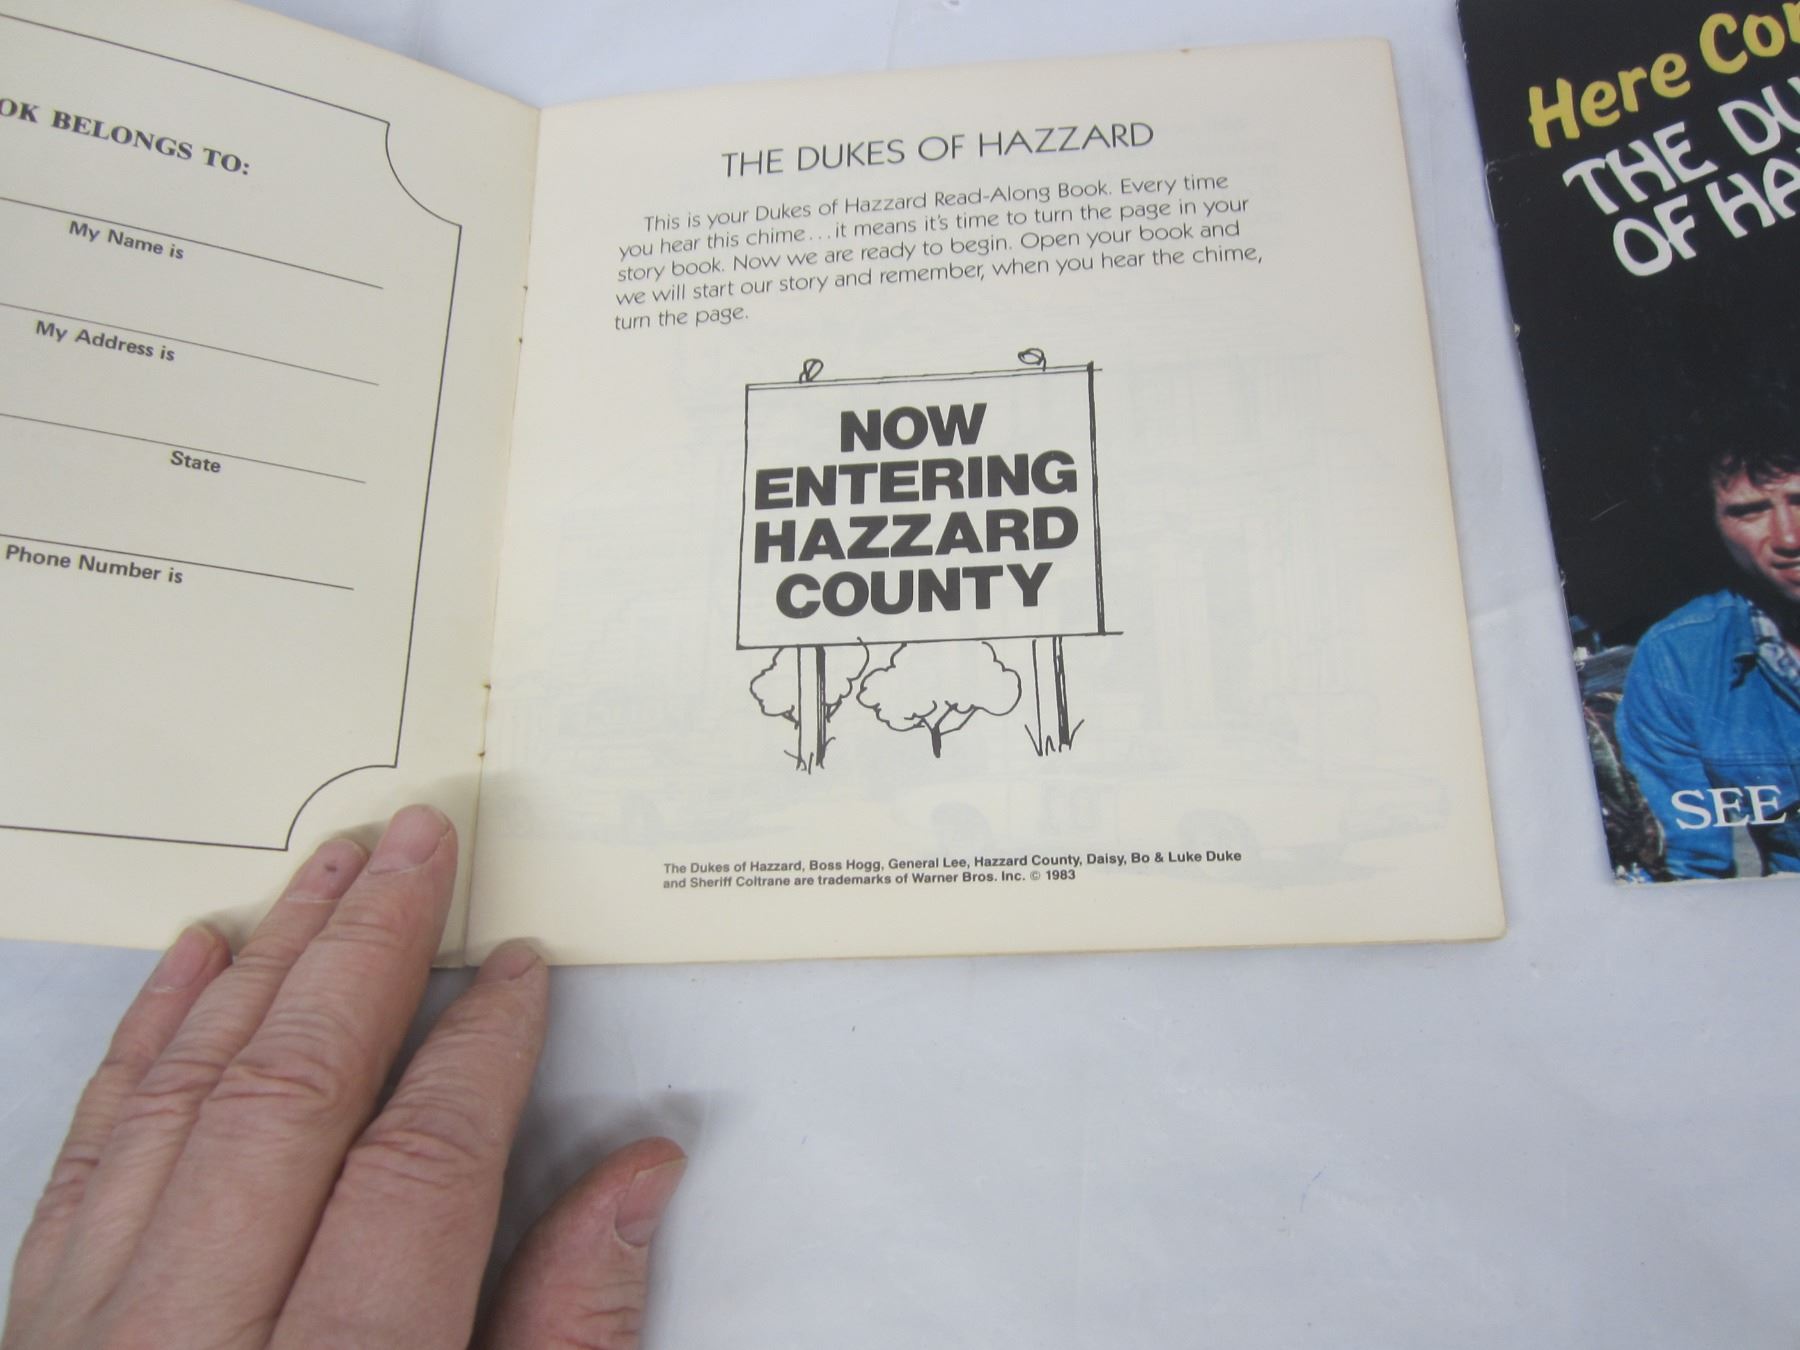 BELONGS TO:
My Name is
My Address is
State
Phone Number is
THE DUKES OF HAZZARD
This is your Dukes of Hazzard Read-Along Book. Every time
you hear this chime...it means it's time to turn the page in your
story book. Now we are ready to begin. Open your book and
we will start our story and remember, when you hear the chime,
turn the page.
NOW
ENTERING
HAZZARD
COUNTY
The Dukes of Hazzard, Boss Hogg, General Lee, Hazzard County, Daisy, Bo & Luke Duke
and Sheriff Coltrane are trademarks of Warner Bros. Inc. © 1983
Here
THE
OF
SEE